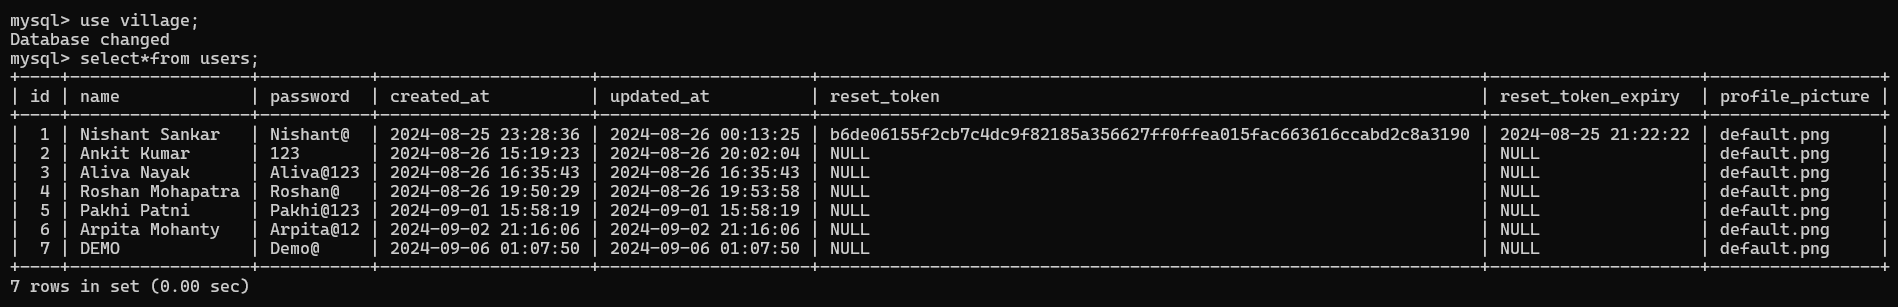 mysql> use village;
Database changed
mysql> select*from users;
+----+------------------+-----------+---------------------+---------------------+------------------------------------------------------------------+---------------------+-----------------+
| id | name             | password  | created_at          | updated_at          | reset_token                                                      | reset_token_expiry  | profile_picture |
+----+------------------+-----------+---------------------+---------------------+------------------------------------------------------------------+---------------------+-----------------+
|  1 | Nishant Sankar   | Nishant@  | 2024-08-25 23:28:36 | 2024-08-26 00:13:25 | b6de06155f2cb7c4dc9f82185a356627ff0ffea015fac663616ccabd2c8a3190 | 2024-08-25 21:22:22 | default.png     |
|  2 | Ankit Kumar      | 123       | 2024-08-26 15:19:23 | 2024-08-26 20:02:04 | NULL                                                             | NULL                | default.png     |
|  3 | Aliva Nayak      | Aliva@123 | 2024-08-26 16:35:43 | 2024-08-26 16:35:43 | NULL                                                             | NULL                | default.png     |
|  4 | Roshan Mohapatra | Roshan@   | 2024-08-26 19:50:29 | 2024-08-26 19:53:58 | NULL                                                             | NULL                | default.png     |
|  5 | Pakhi Patni      | Pakhi@123 | 2024-09-01 15:58:19 | 2024-09-01 15:58:19 | NULL                                                             | NULL                | default.png     |
|  6 | Arpita Mohanty   | Arpita@12 | 2024-09-02 21:16:06 | 2024-09-02 21:16:06 | NULL                                                             | NULL                | default.png     |
|  7 | DEMO             | Demo@     | 2024-09-06 01:07:50 | 2024-09-06 01:07:50 | NULL                                                             | NULL                | default.png     |
+----+------------------+-----------+---------------------+---------------------+------------------------------------------------------------------+---------------------+-----------------+
7 rows in set (0.00 sec)